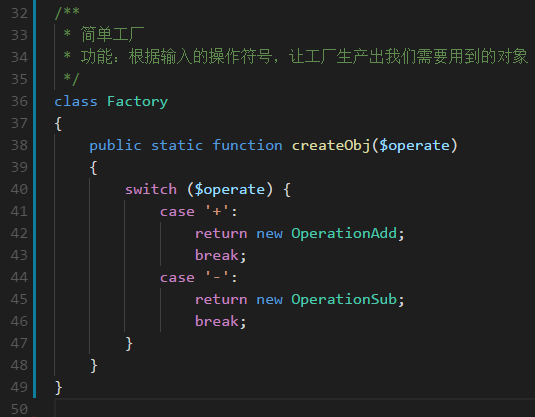 32 /**
33  * 简单工厂
34  * 功能：根据输入的操作符号，让工厂生产出我们需要用到的对象
35  */
36 class Factory
37 {
38     public static function createObj($operate)
39     {
40         switch ($operate) {
41             case '+':
42                 return new OperationAdd;
43                 break;
44             case '-':
45                 return new OperationSub;
46                 break;
47         }
48     }
49 }
50